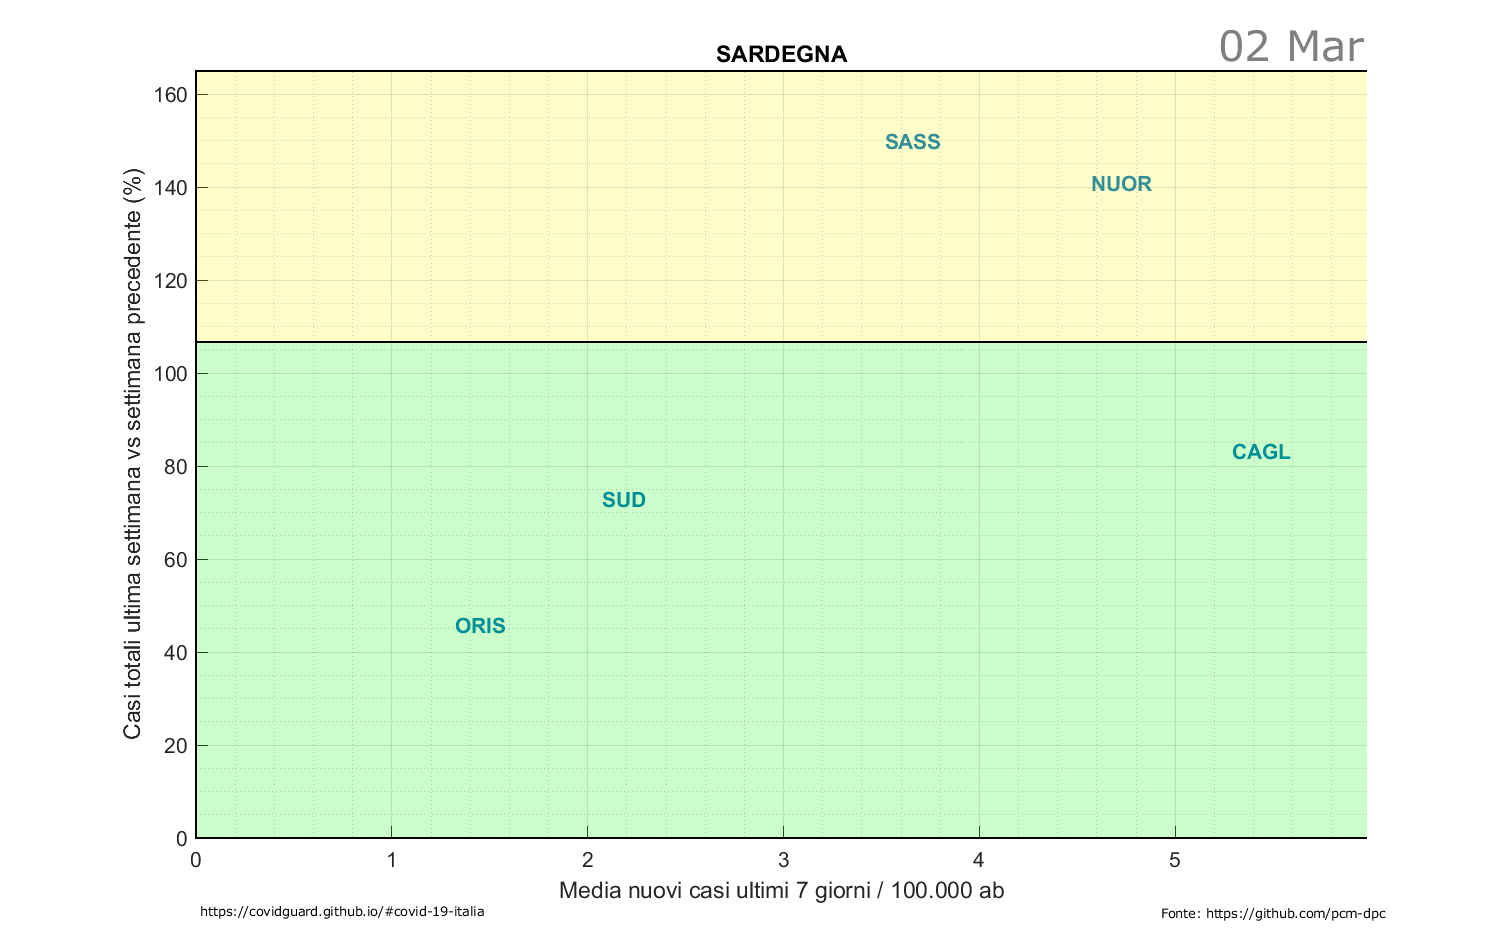 02 Mar
SARDEGNA
Casi totali ultima settimana vs settimana precedente (%)
160
140
120
100
80
60
40
20
0
SASS
NUOR
CAGL
SUD
ORIS
0 1 2 3 4 5
Media nuovi casi ultimi 7 giorni / 100.000 ab
https://covidguard.github.io/#covid-19-italia
Fonte: https://github.com/pcm-dpc